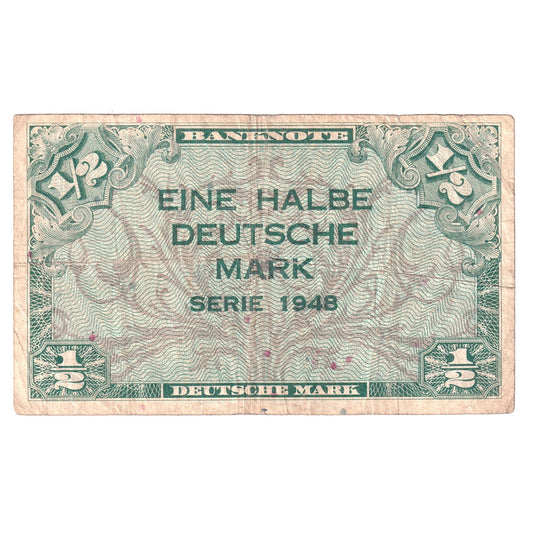 BANKNOTE
1/2 1/2
EINE HALBE
DEUTSCHE
MARK
SERIE 1948
1/2 1/2
DEUTSCHE MARK